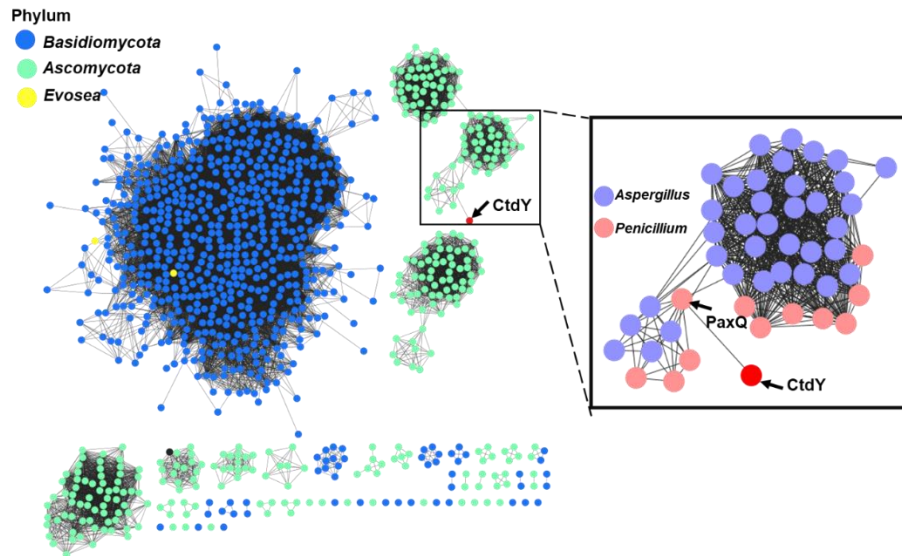 Phylum
Basidiomycota
Ascomycota
Evosea
CtdY
Aspergillus
Penicillium
PaxQ
CtdY